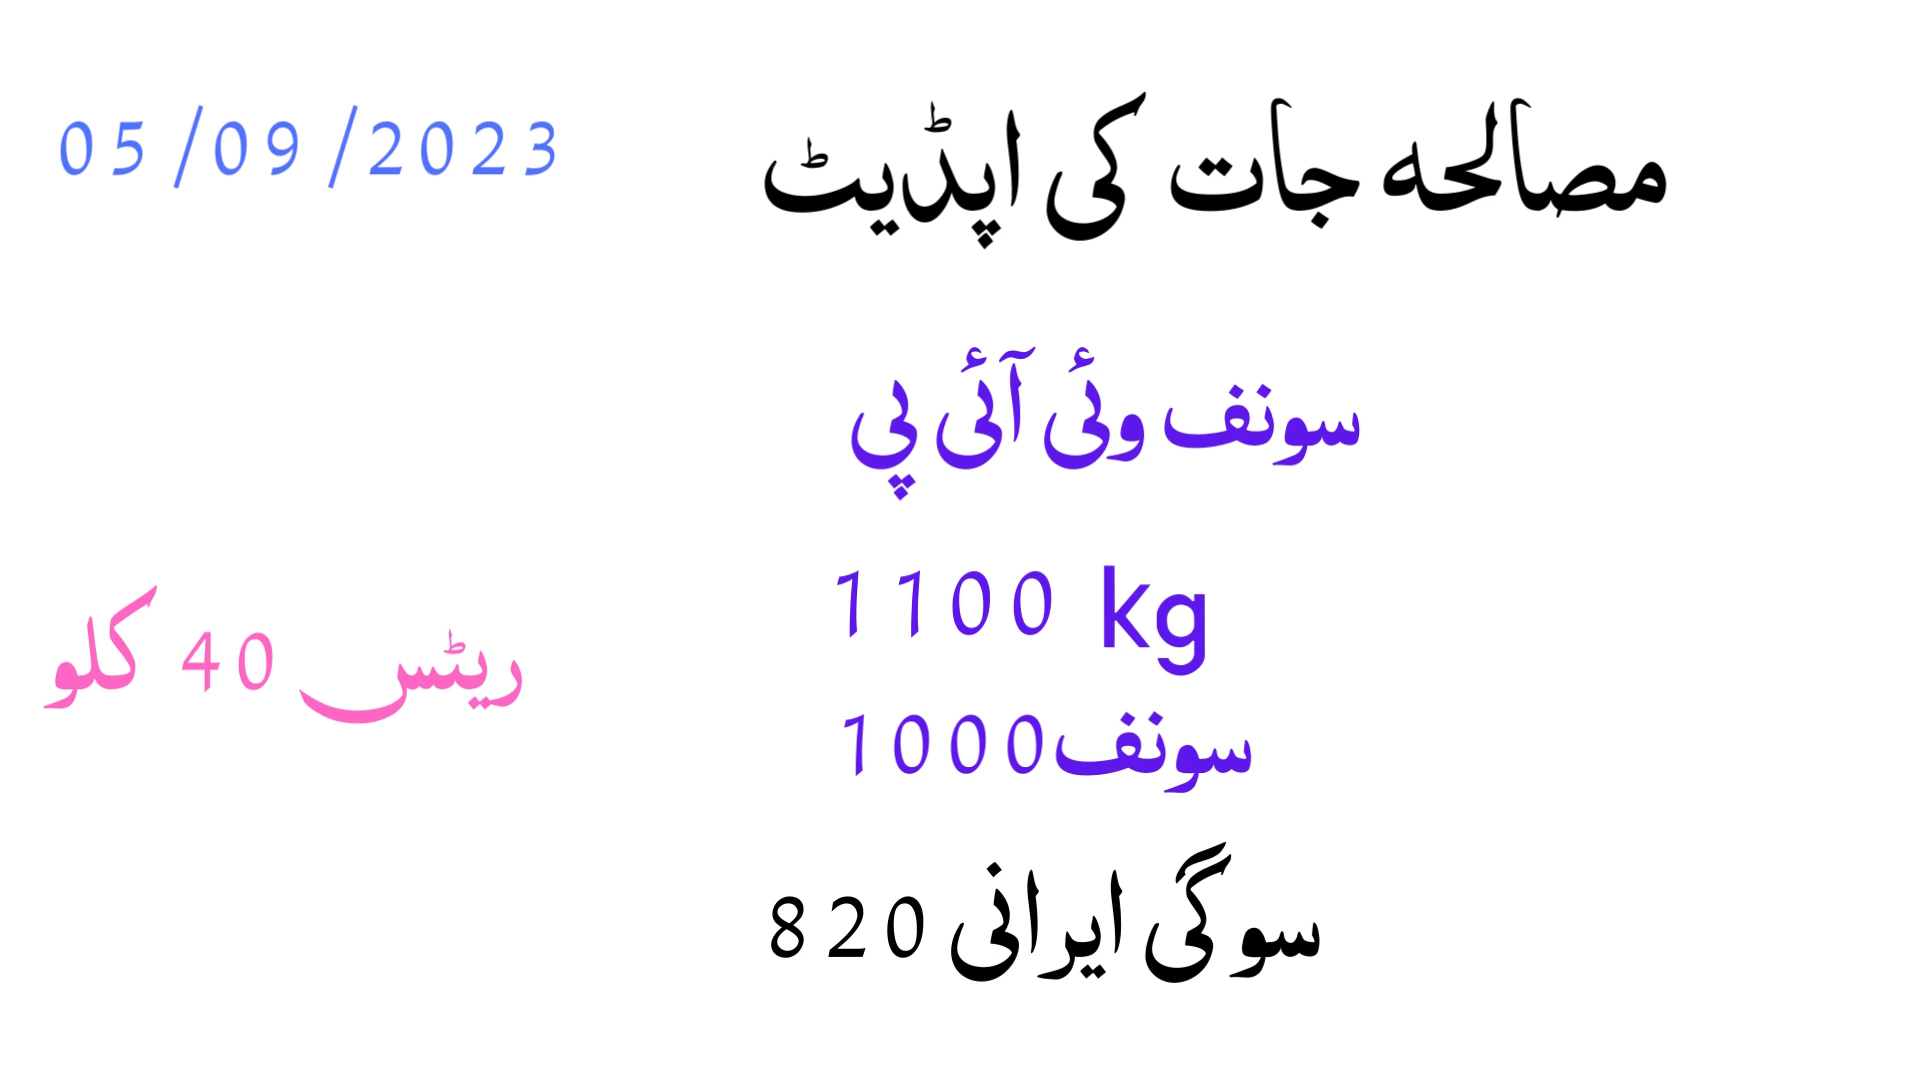 مصالحہ جات کی اپڈیٹ
05/09/2023
سونف وئی آئی پی
1100 kg
ریٹس 40 کلو
سونف1000
سوگی ایرانی 820